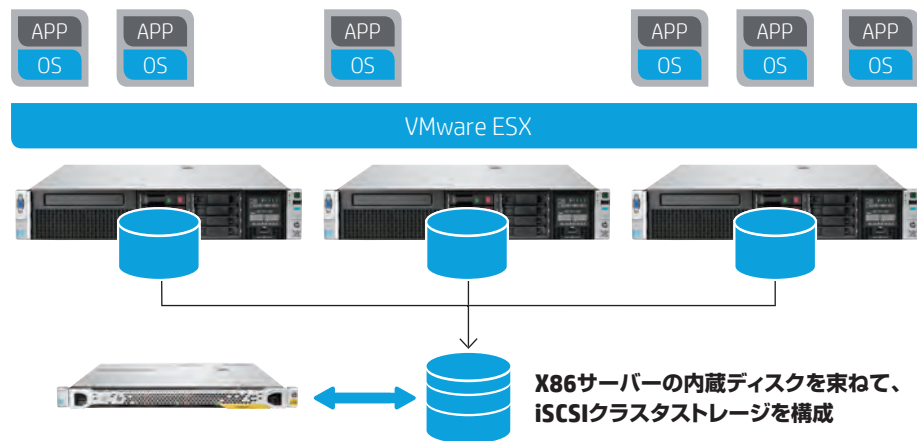 APP APP APP APP APP APP
OS OS OS OS OS OS
VMware ESX
X86サーバーの内蔵ディスクを束ねて、
iSCSIクラスタストレージを構成